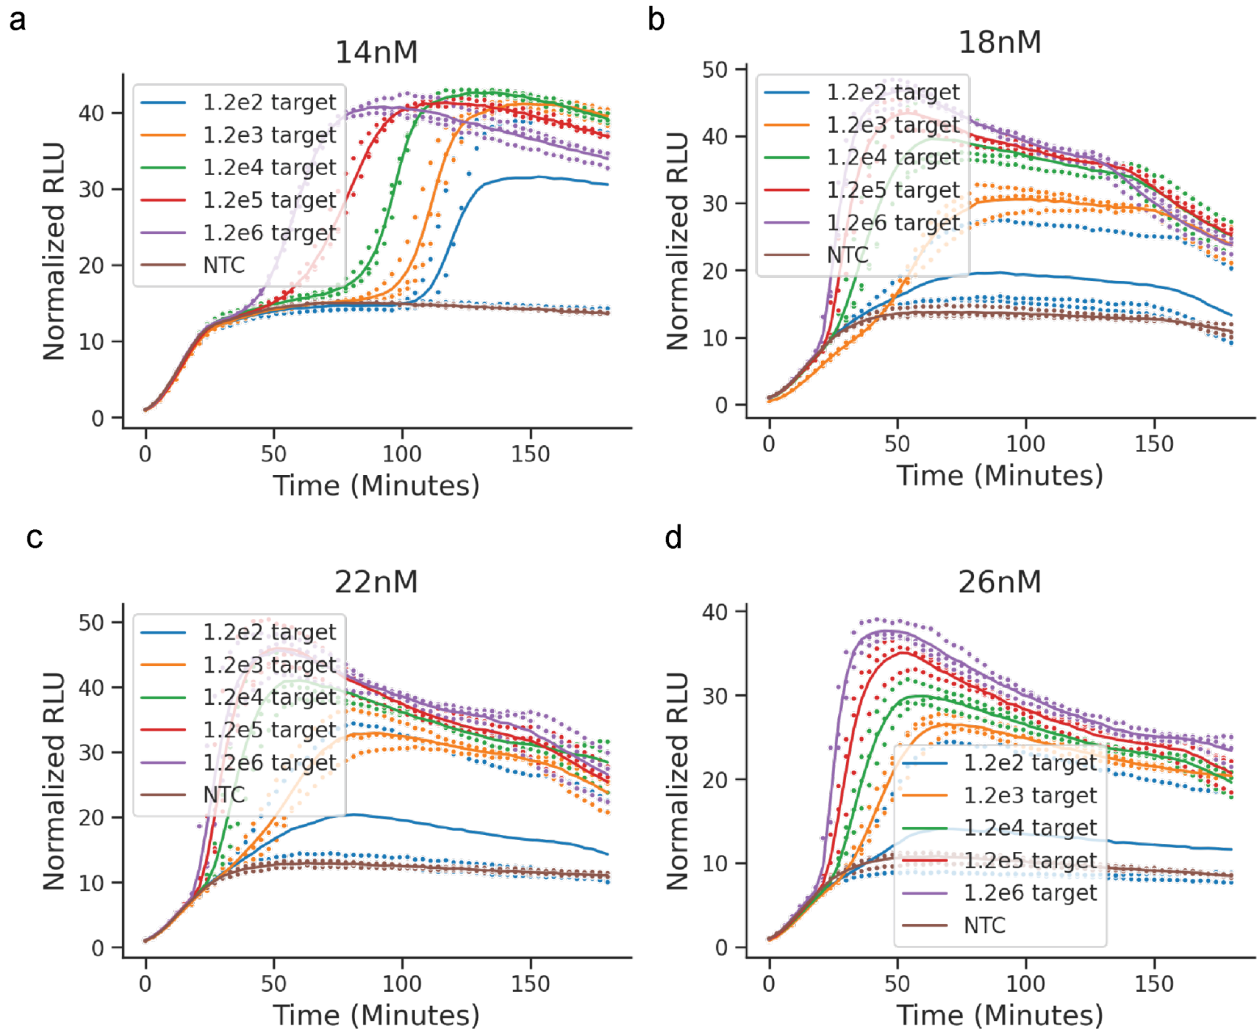 a
14nM
Normalized RLU
40
30
20
10
0
1.2e2 target
1.2e3 target
1.2e4 target
1.2e5 target
1.2e6 target
NTC
0 50 100 150
Time (Minutes)
b
18nM
Normalized RLU
50
40
30
20
10
0
1.2e2 target
1.2e3 target
1.2e4 target
1.2e5 target
1.2e6 target
NTC
0 50 100 150
Time (Minutes)
c
22nM
Normalized RLU
50
40
30
20
10
0
1.2e2 target
1.2e3 target
1.2e4 target
1.2e5 target
1.2e6 target
NTC
0 50 100 150
Time (Minutes)
d
26nM
Normalized RLU
40
30
20
10
0
1.2e2 target
1.2e3 target
1.2e4 target
1.2e5 target
1.2e6 target
NTC
0 50 100 150
Time (Minutes)